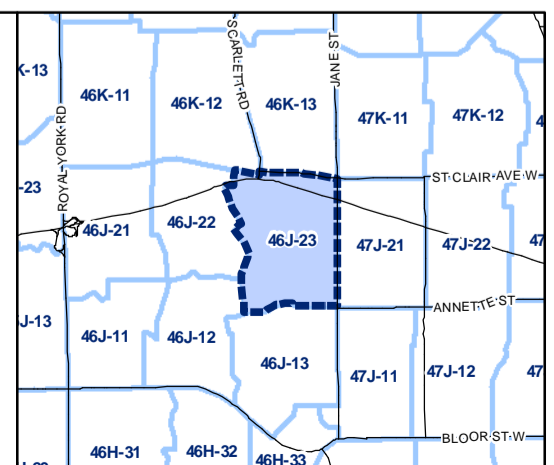 SCARLETT RD
JANE ST
K-13
46K-11
46K-12
46K-13
47K-11
47K-12
4
ROYAL YORK RD
-23
ST CLAIR AVE W
46J-21
46J-22
46J-23
47J-21
47J-22
47
ANNETTE ST
J-13
46J-11
46J-12
46J-13
47J-11
47J-12
47
BLOOR ST W
46H-31
46H-32
46H-33